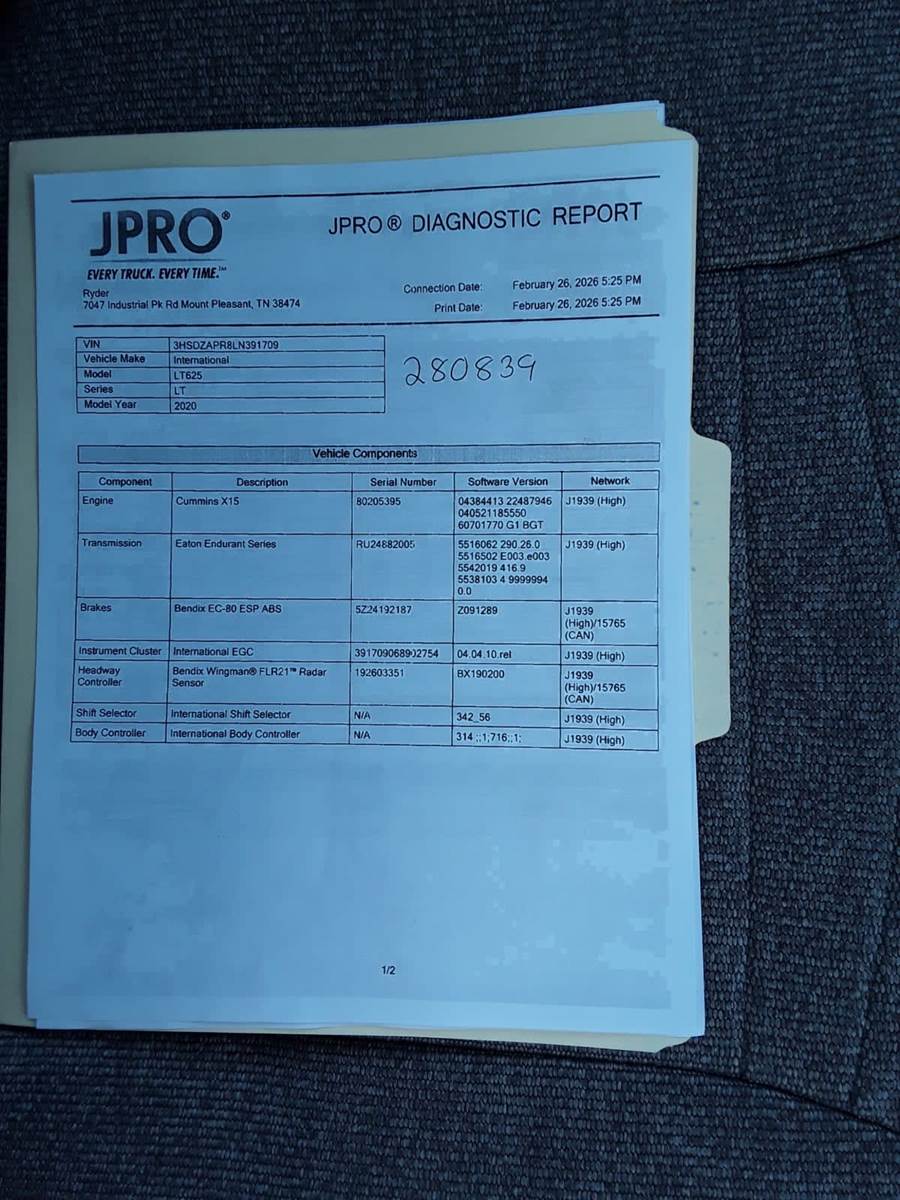 JPRO®
EVERY TRUCK. EVERY TIME.™
JPRO® DIAGNOSTIC REPORT
Ryder
7047 Industrial Pk Rd Mount Pleasant, TN 38474
Connection Date: February 26, 2026 5:25 PM
Print Date: February 26, 2026 5:25 PM
VIN 3HSDZAPR8LN391709
Vehicle Make International
Model LT625
Series LT
Model Year 2020
280839
Vehicle Components
Component Description Serial Number Software Version Network
Engine Cummins X15 80205395 04384413 22487946 J1939 (High)
040521185550
60701770 G1 BGT
Transmission Eaton Endurant Series RU24882005 5516062 290.26.0 J1939 (High)
5516502 E003.e003
5542019 416.9
5538103 4 9999994
0.0
Brakes Bendix EC-80 ESP ABS 5Z24192187 Z091289 J1939
(High)/15765
(CAN)
Instrument Cluster International EGC 391709068902754 04.04.10.rel J1939 (High)
Headway Bendix Wingman® FLR21™ Radar 192603351 BX190200 J1939
Controller Sensor (High)/15765
(CAN)
Shift Selector International Shift Selector N/A 342_56 J1939 (High)
Body Controller International Body Controller N/A 314 ;:1;716;:1; J1939 (High)
1/2